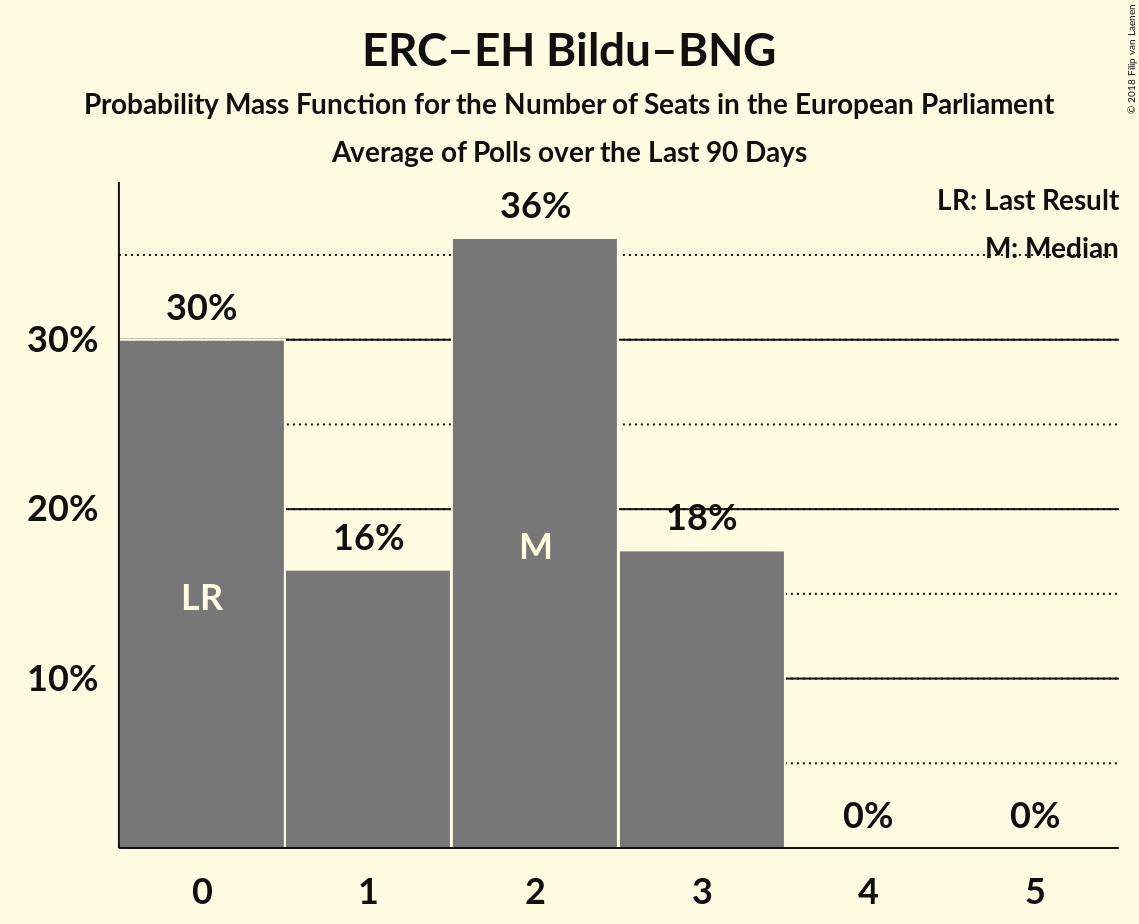 ERC–EH Bildu–BNG
Probability Mass Function for the Number of Seats in the European Parliament
Average of Polls over the Last 90 Days
© 2018 Filip van Laenen
LR: Last Result
M: Median
36%
30%
30%
20%
18%
16%
M
LR
10%
0%
0%
0
1
2
3
4
5